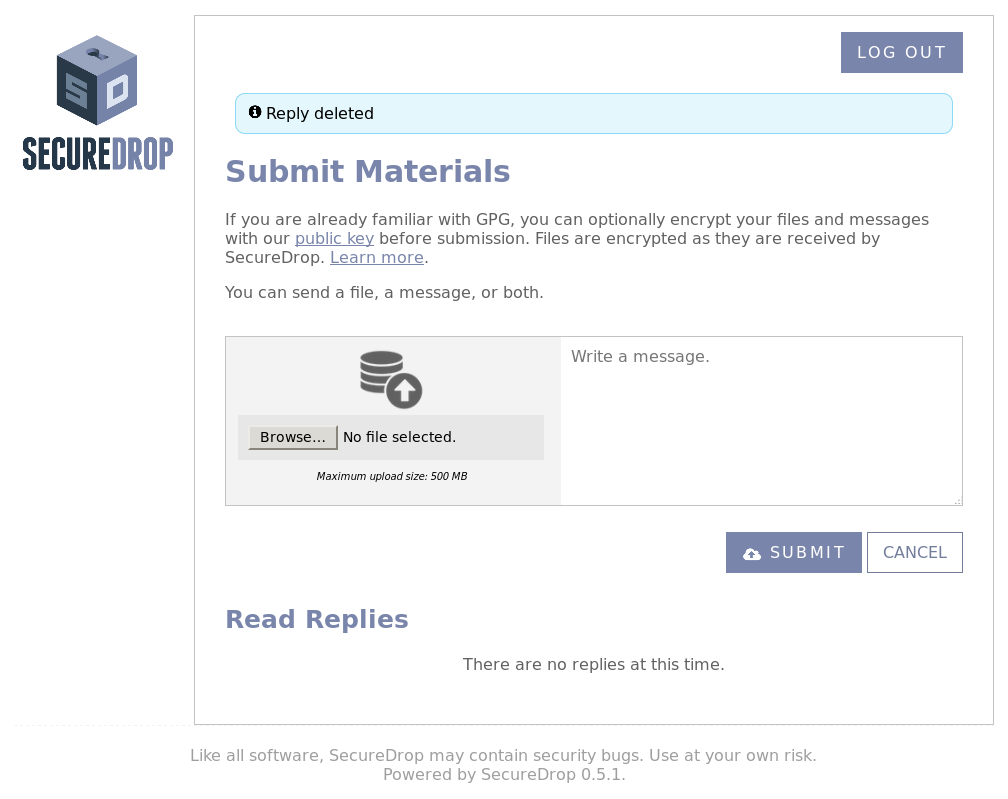 SD
SECUREDROP
LOG OUT
Reply deleted
Submit Materials
If you are already familiar with GPG, you can optionally encrypt your files and messages
with our public key before submission. Files are encrypted as they are received by
SecureDrop. Learn more.
You can send a file, a message, or both.
Write a message.
Browse... No file selected.
Maximum upload size: 500 MB
SUBMIT CANCEL
Read Replies
There are no replies at this time.
Like all software, SecureDrop may contain security bugs. Use at your own risk.
Powered by SecureDrop 0.5.1.